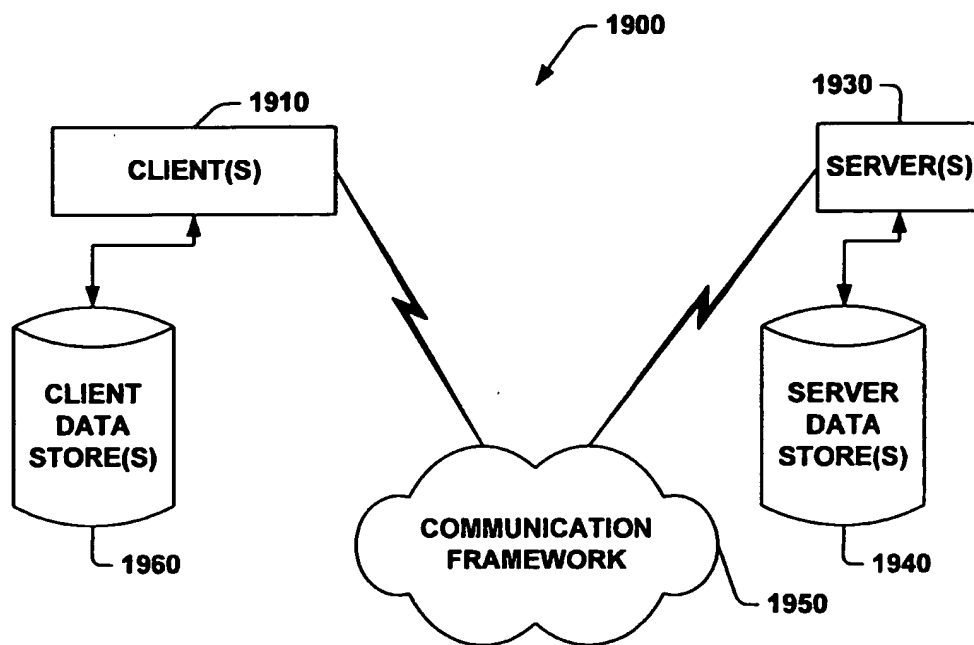 1900
1910
1930
CLIENT(S)
SERVER(S)
CLIENT
DATA
STORE(S)
SERVER
DATA
STORE(S)
COMMUNICATION
FRAMEWORK
1960
1940
1950